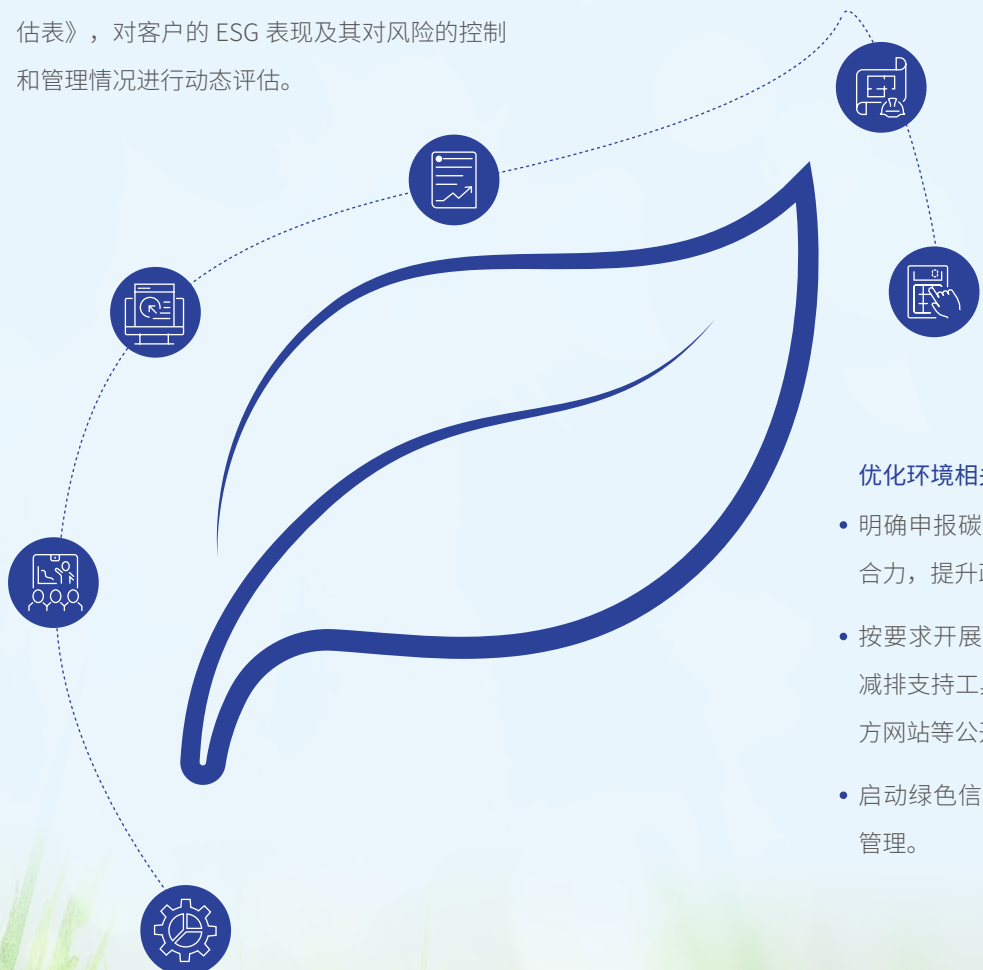 估表》，对客户的 ESG 表现及其对风险的控制
和管理情况进行动态评估。
优化环境相
• 明确申报碳
合力，提升
• 按要求开展
减排支持工
方网站等公
• 启动绿色信
管理。